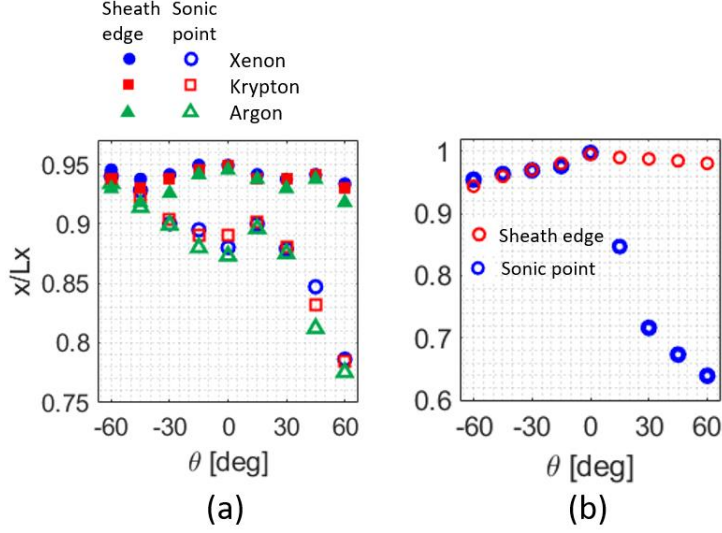 Sheath edge Sonic point
Xenon
Krypton
Argon
x/Lx
0.95
0.9
0.85
0.8
0.75
-60 -30 0 30 60
θ [deg]
(a)
1
0.9
0.8
0.7
0.6
Sheath edge
Sonic point
-60 -30 0 30 60
θ [deg]
(b)